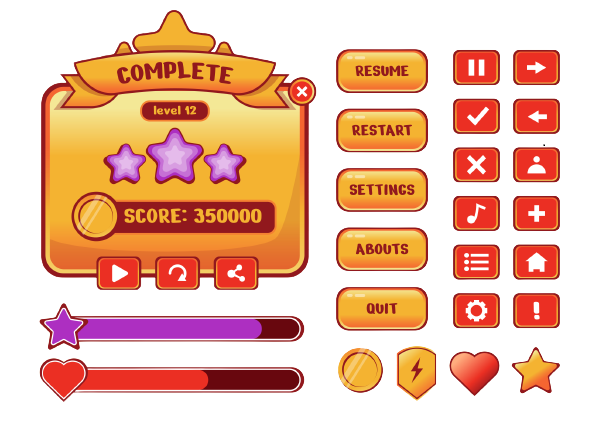 COMPLETE
level 12
SCORE: 350000
RESUME
RESTART
SETTINGS
ABOUTS
QUIT